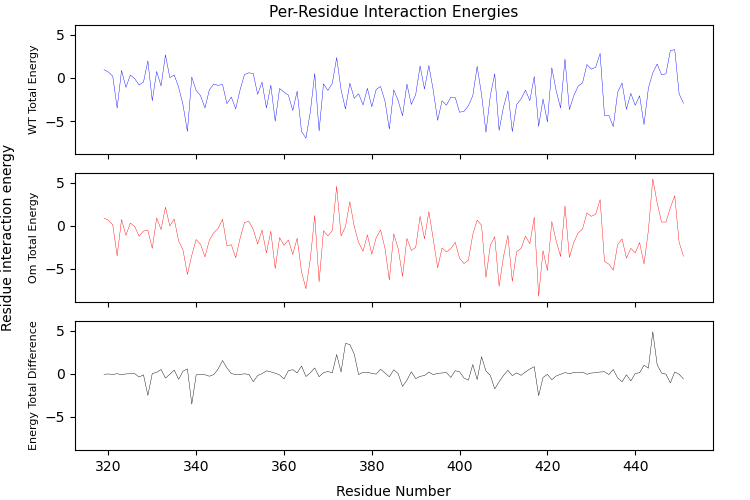 Per-Residue Interaction Energies
5
0
−5
WT Total Energy
5
0
−5
Om Total Energy
Residue interaction energy
5
0
−5
Energy Total Difference
320 340 360 380 400 420 440
Residue Number